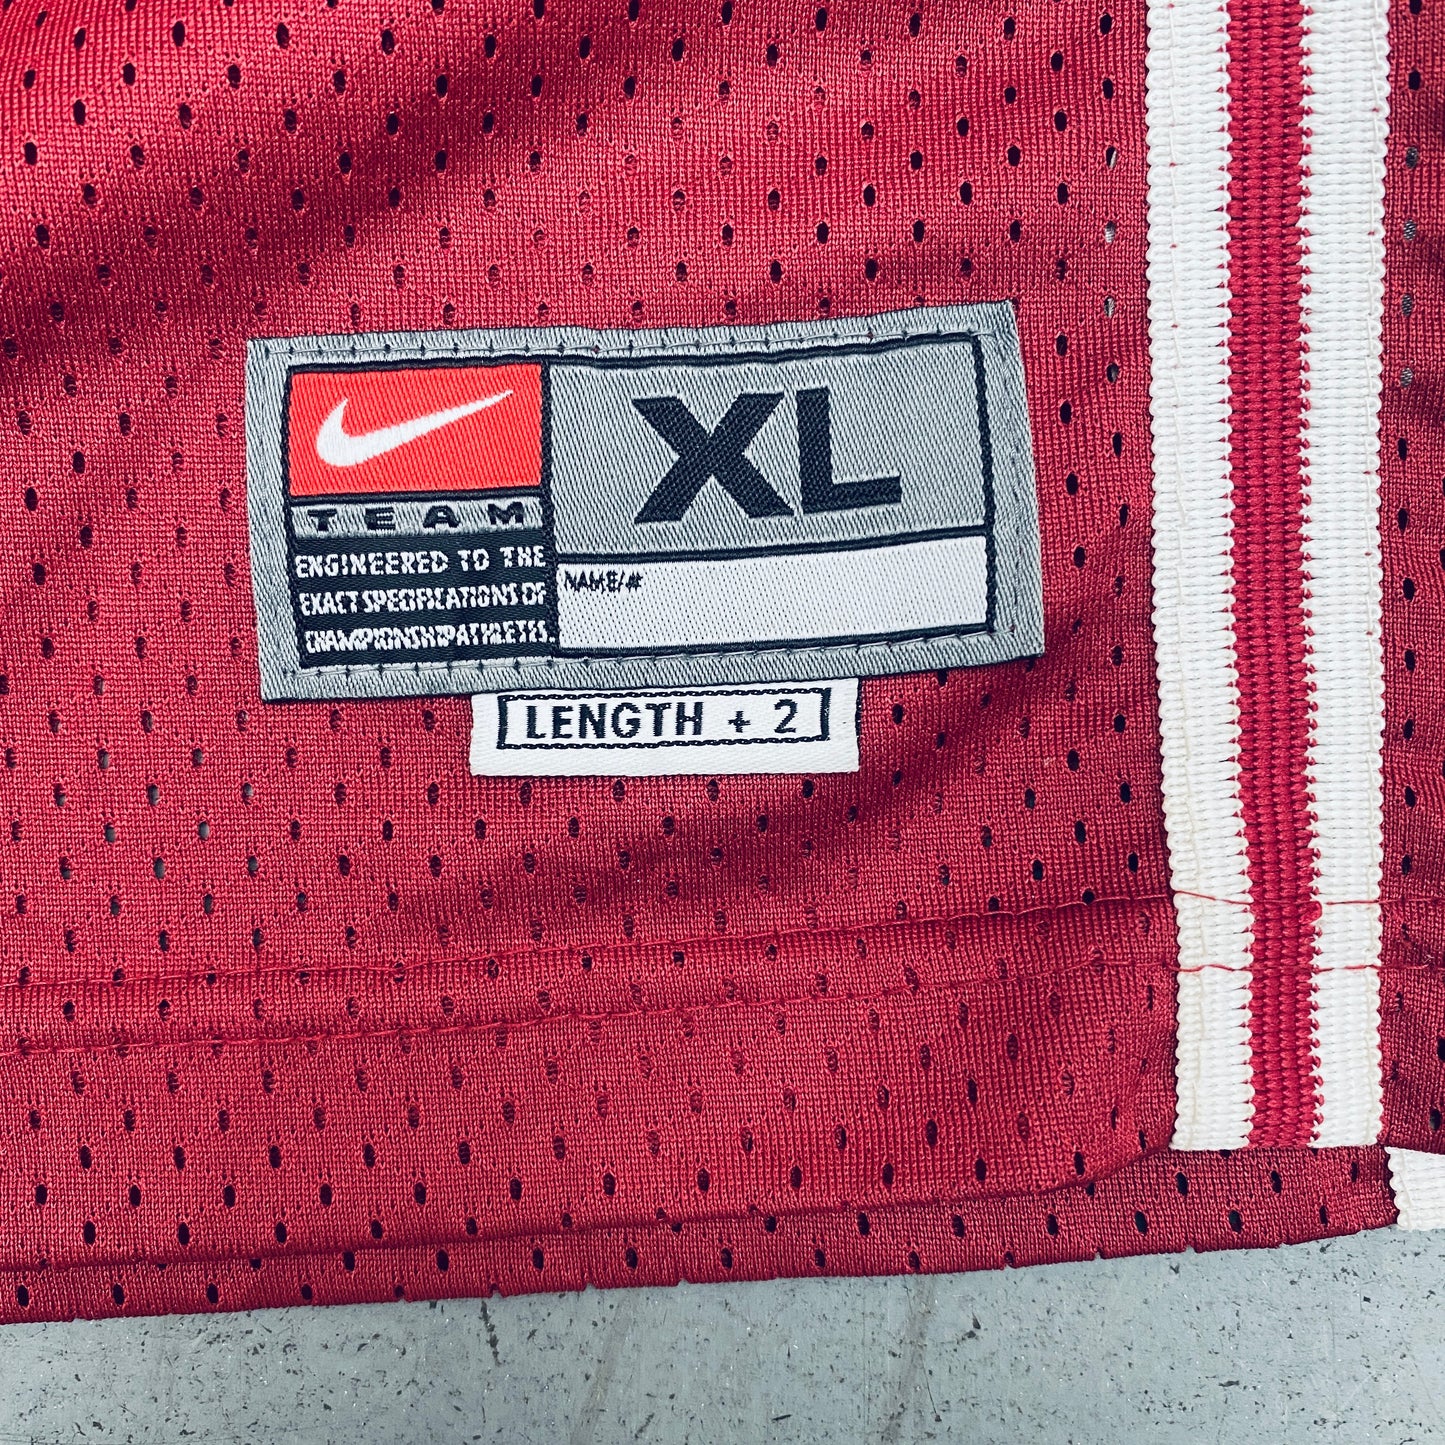 TEAM
ENGINEERED TO THE
EXACT SPECIFICATIONS OF
CHAMPIONSHIP ATHLETES.
XL
NAME/#
LENGTH + 2